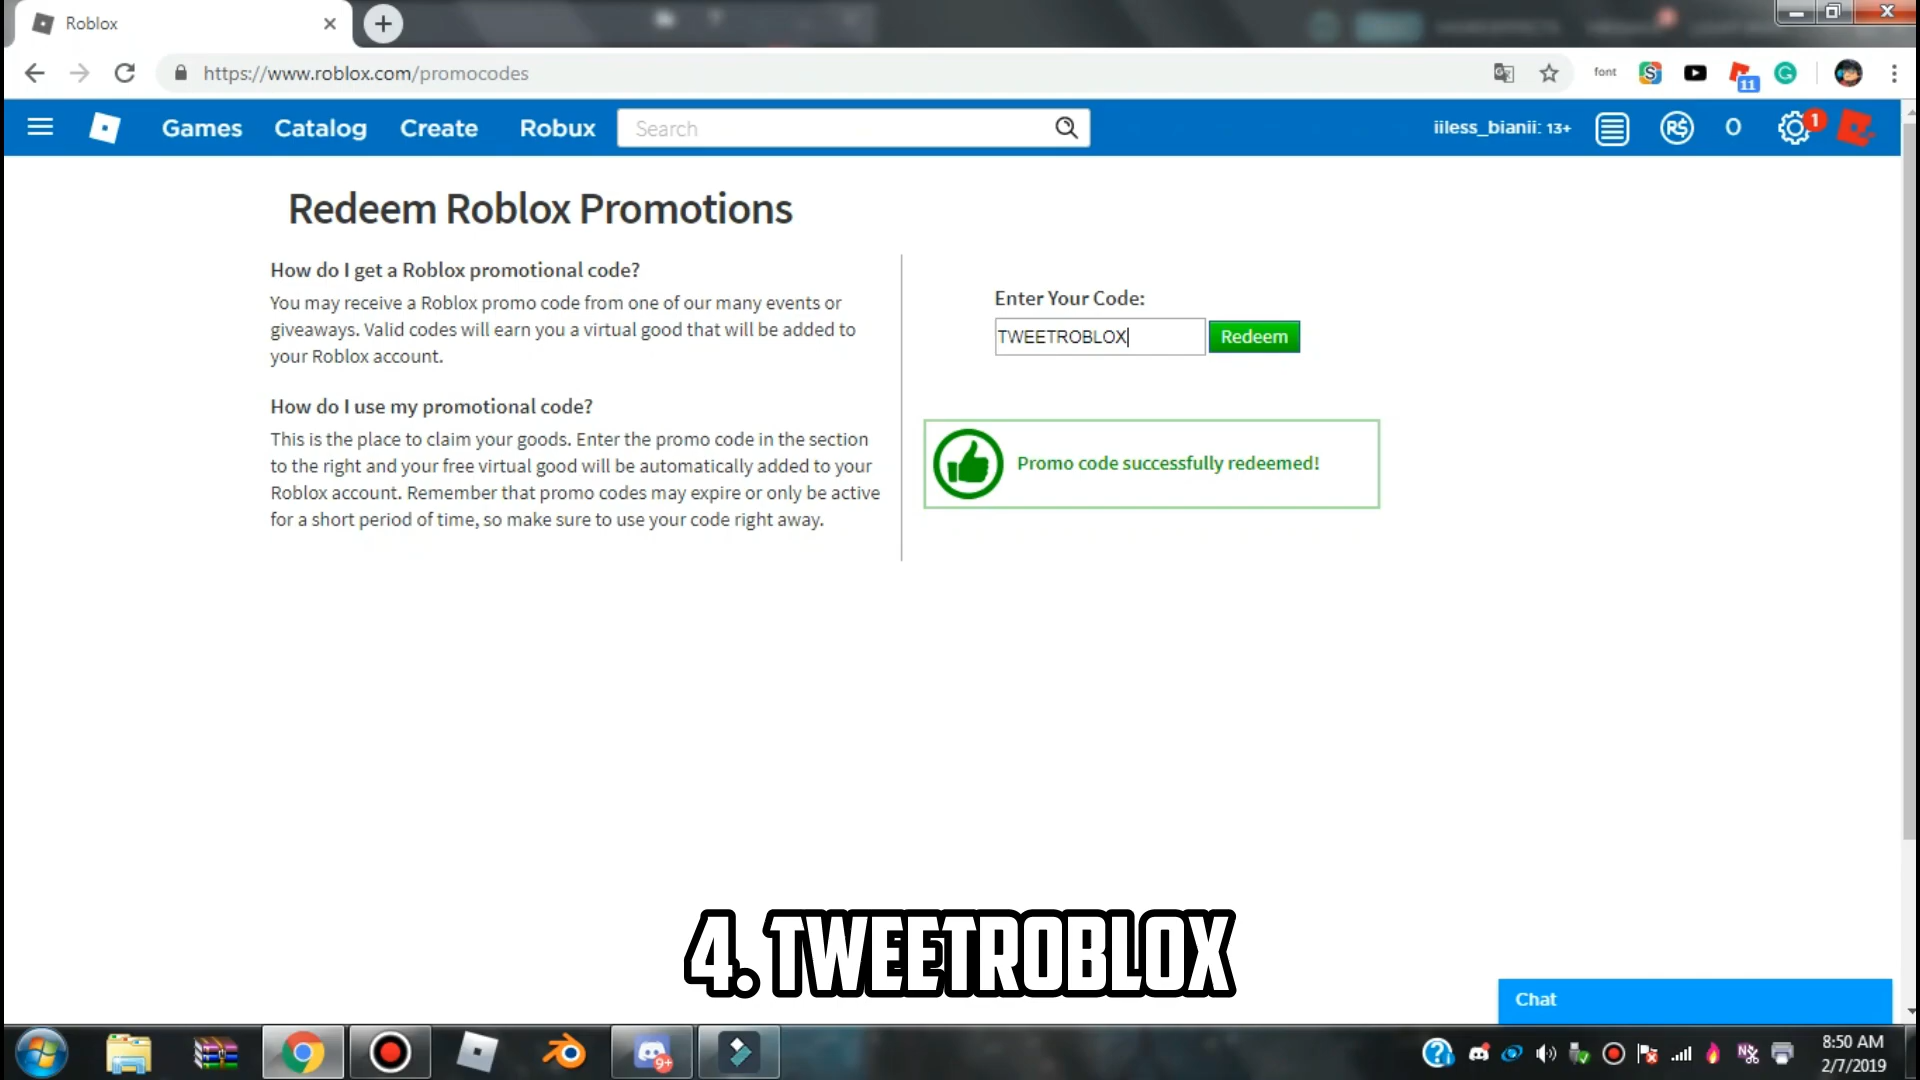 Roblox
https://www.roblox.com/promocodes
font
11
Games Catalog Create Robux Search iiless_bianii: 13+ R$ 0 1
Redeem Roblox Promotions
How do I get a Roblox promotional code?
You may receive a Roblox promo code from one of our many events or
giveaways. Valid codes will earn you a virtual good that will be added to
your Roblox account.
How do I use my promotional code?
This is the place to claim your goods. Enter the promo code in the section
to the right and your free virtual good will be automatically added to your
Roblox account. Remember that promo codes may expire or only be active
for a short period of time, so make sure to use your code right away.
Enter Your Code:
TWEETROBLOX Redeem
Promo code successfully redeemed!
4. TWEETROBLOX
Chat
9+
8:50 AM
2/7/2019